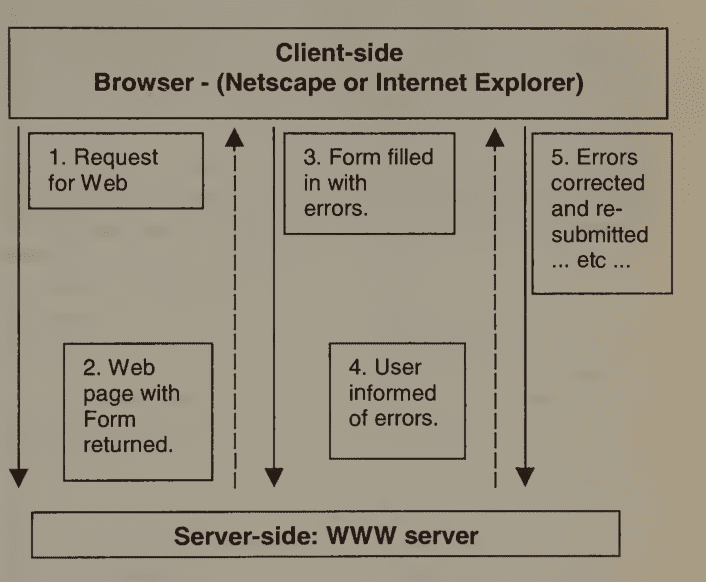 Client-side
Browser - (Netscape or Internet Explorer)
1. Request
for Web
2. Web
page with
Form
returned.
3. Form filled
in with
errors.
4. User
informed
of errors.
5. Errors
corrected
and re-
submitted
... etc ...
Server-side: WWW server